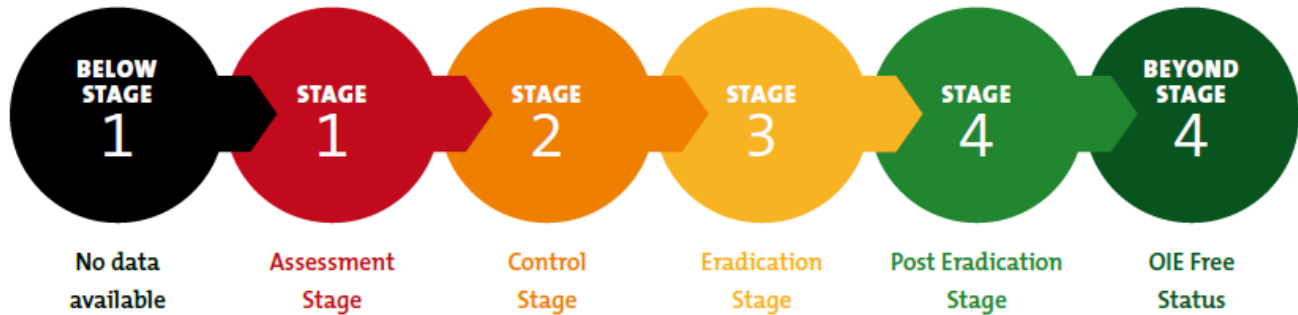 BELOW
STAGE
1
STAGE
1
STAGE
2
STAGE
3
STAGE
4
BEYOND
STAGE
4
No data
available
Assessment
Stage
Control
Stage
Eradication
Stage
Post Eradication
Stage
OIE Free
Status